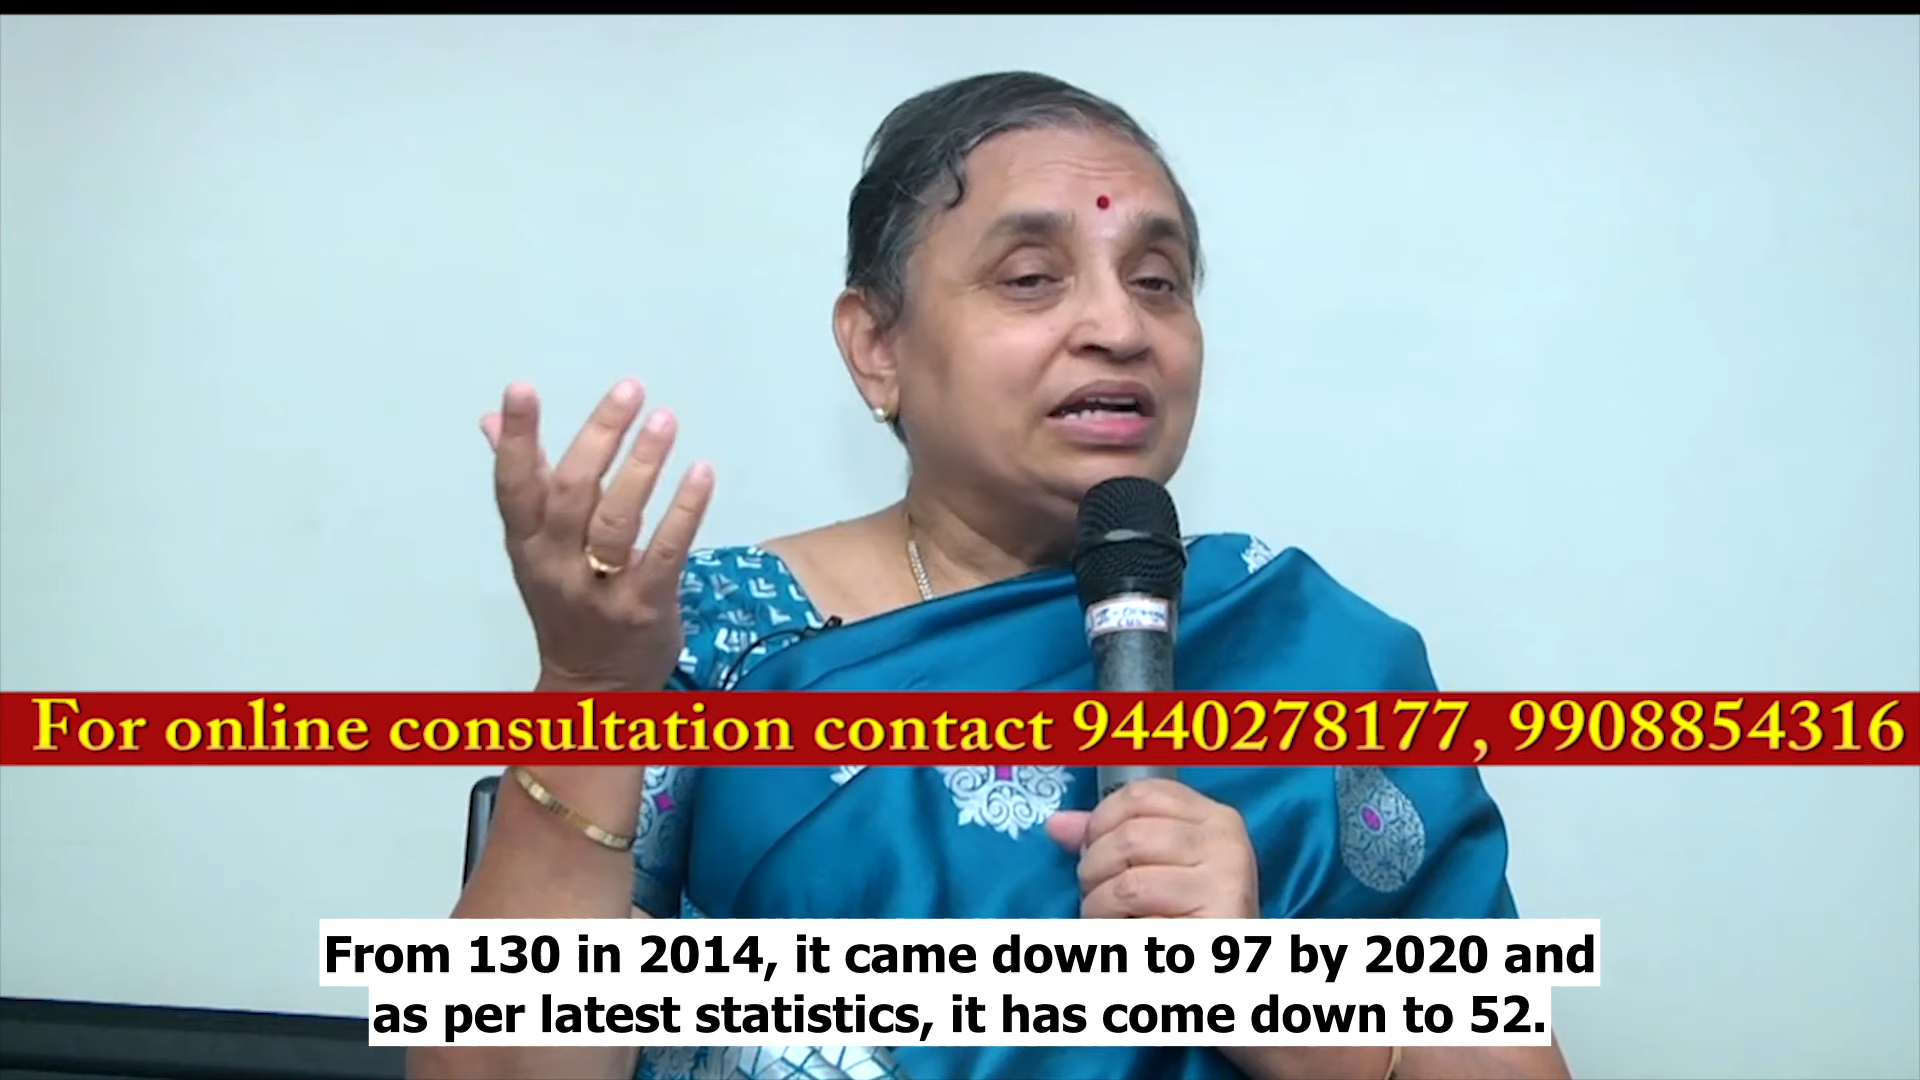 For online consultation contact 9440278177, 9908854316
From 130 in 2014, it came down to 97 by 2020 and
as per latest statistics, it has come down to 52.